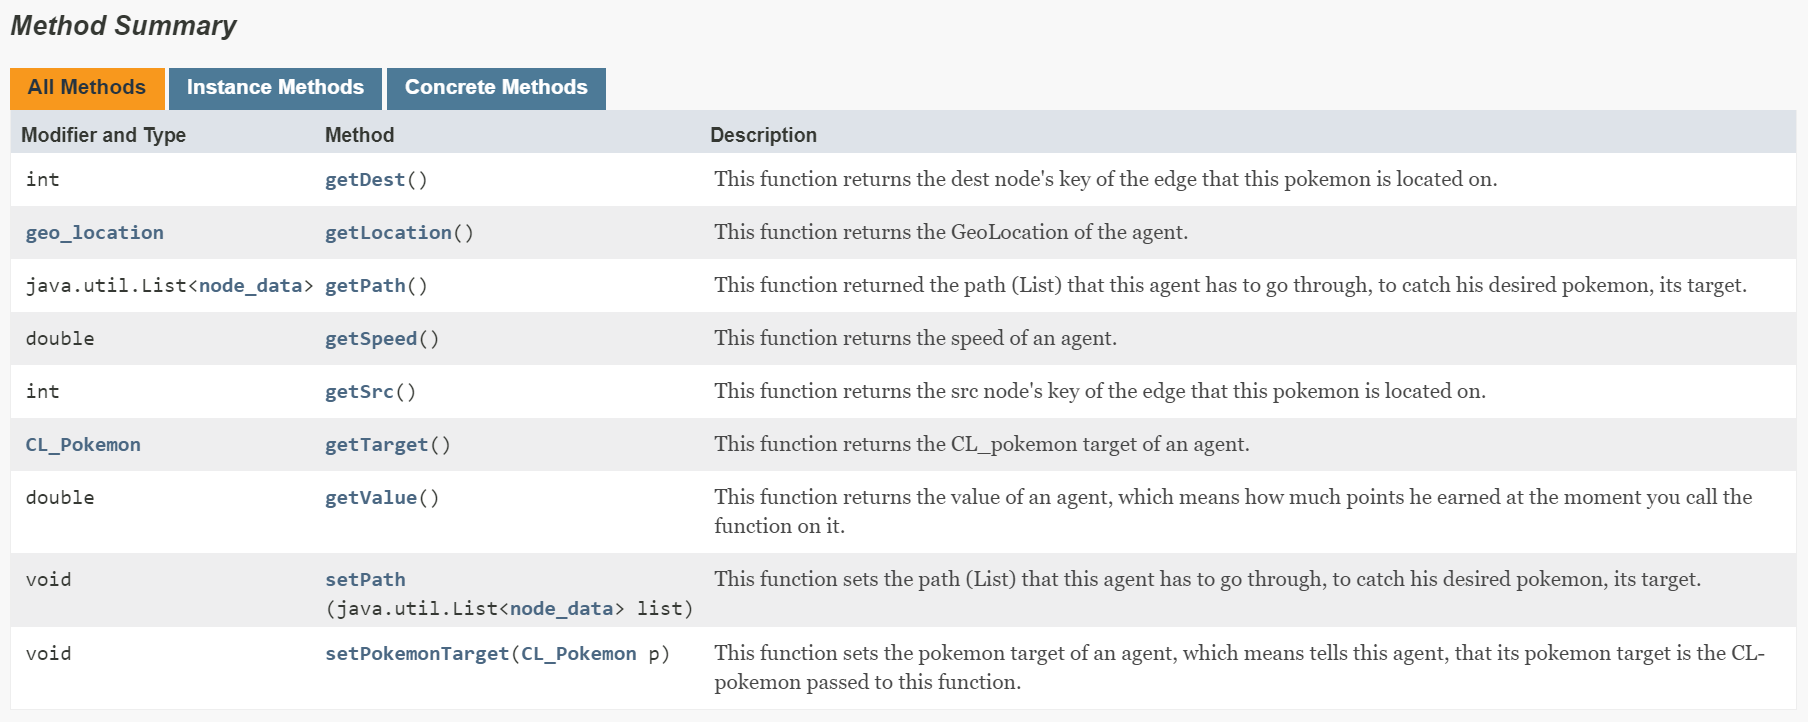 Method Summary
All Methods Instance Methods Concrete Methods
Modifier and Type Method Description
int getDest() This function returns the dest node's key of the edge that this pokemon is located on.
geo_location getLocation() This function returns the GeoLocation of the agent.
java.util.List<node_data> getPath() This function returned the path (List) that this agent has to go through, to catch his desired pokemon, its target.
double getSpeed() This function returns the speed of an agent.
int getSrc() This function returns the src node's key of the edge that this pokemon is located on.
CL_Pokemon getTarget() This function returns the CL_pokemon target of an agent.
double getValue() This function returns the value of an agent, which means how much points he earned at the moment you call the
function on it.
void setPath This function sets the path (List) that this agent has to go through, to catch his desired pokemon, its target.
(java.util.List<node_data> list)
void setPokemonTarget(CL_Pokemon p) This function sets the pokemon target of an agent, which means tells this agent, that its pokemon target is the CL-
pokemon passed to this function.